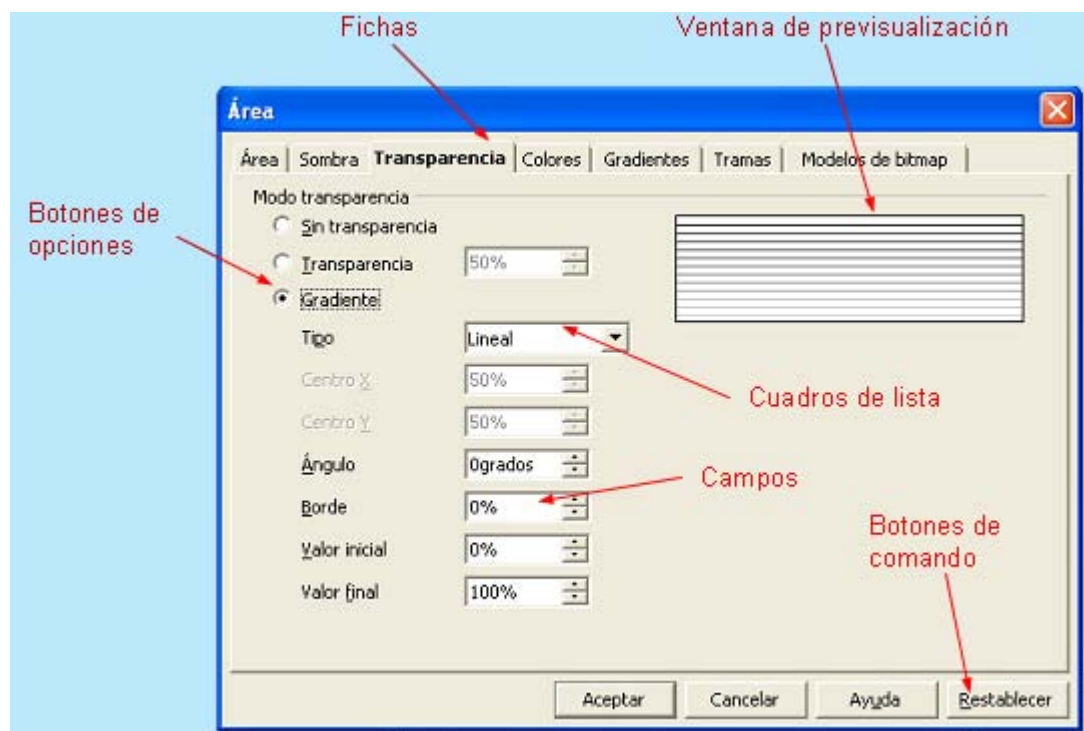 Fichas
Ventana de previsualización
Área
Área Sombra Transparencia Colores Gradientes Tramas Modelos de bitmap
Modo transparencia
Botones de
opciones
Sin transparencia
Transparencia 50%
Gradiente
Tipo Lineal
Centro X 50%
Cuadros de lista
Centro Y 50%
Ángulo 0grados
Campos
Borde 0%
Botones de
comando
Valor inicial 0%
Valor final 100%
Aceptar Cancelar Ayuda Restablecer